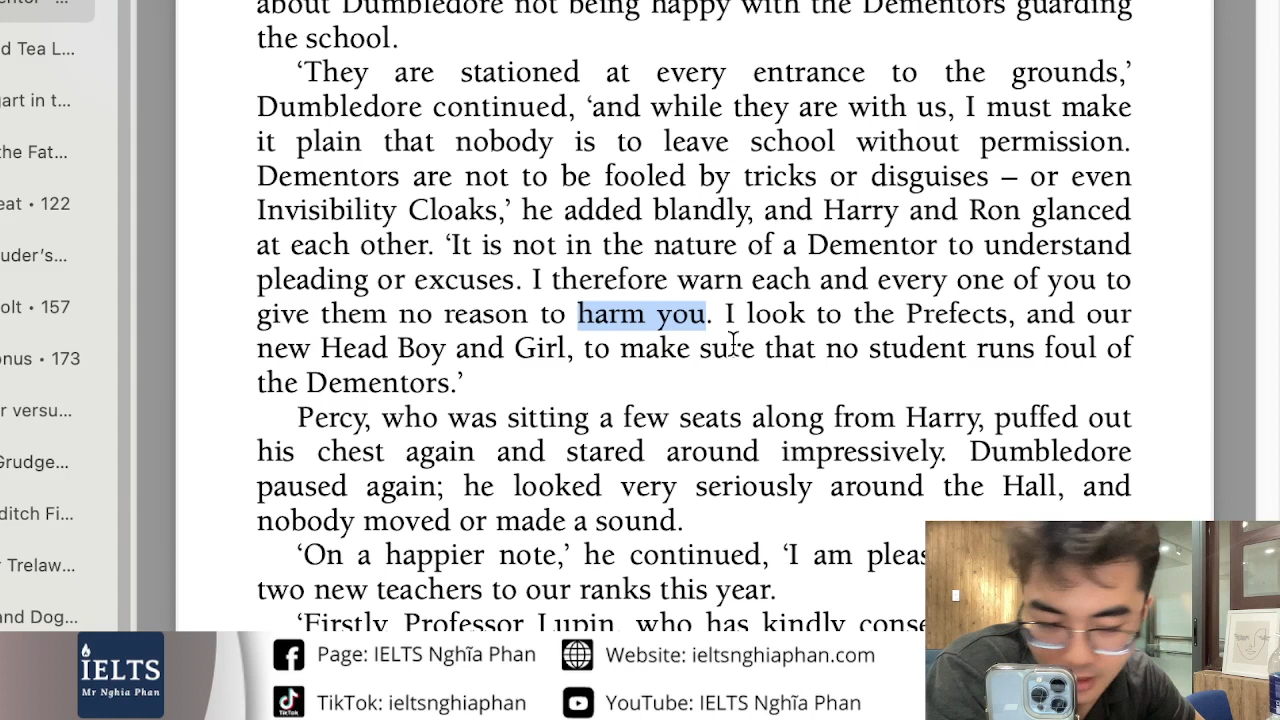 about Dumbledore not being happy with the Dementors guarding
the school.
‘They are stationed at every entrance to the grounds,’
Dumbledore continued, ‘and while they are with us, I must make
it plain that nobody is to leave school without permission.
Dementors are not to be fooled by tricks or disguises – or even
Invisibility Cloaks,’ he added blandly, and Harry and Ron glanced
at each other. ‘It is not in the nature of a Dementor to understand
pleading or excuses. I therefore warn each and every one of you to
give them no reason to harm you. I look to the Prefects, and our
new Head Boy and Girl, to make sure that no student runs foul of
the Dementors.’
Percy, who was sitting a few seats along from Harry, puffed out
his chest again and stared around impressively. Dumbledore
paused again; he looked very seriously around the Hall, and
nobody moved or made a sound.
‘On a happier note,’ he continued, ‘I am pleas
two new teachers to our ranks this year.
‘Firstly, Professor Lupin, who has kindly conse
d Tea L...
art in t...
the Fat...
eat • 122
uder’s...
olt • 157
onus • 173
r versu...
Grudge...
ditch Fi...
r Trelaw...
and Dog...
IELTS
Mr Nghia Phan
Page: IELTS Nghĩa Phan
Website: ieltsnghiaphan.com
TikTok
TikTok: ieltsnghiaphan
YouTube: IELTS Nghĩa Phan